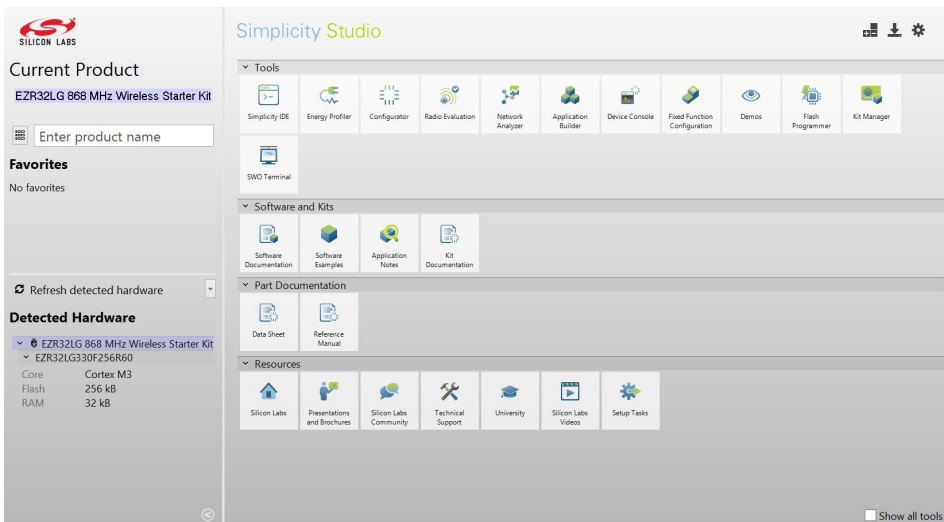 SILICON LABS
Simplicity Studio
Current Product
EZR32LG 868 MHz Wireless Starter Kit
Enter product name
Favorites
No favorites
Refresh detected hardware
Detected Hardware
EZR32LG 868 MHz Wireless Starter Kit
EZR32LG330F256R60
Core Cortex M3
Flash 256 kB
RAM 32 kB
Tools
Simplicity IDE
Energy Profiler
Configurator
Radio Evaluation
Network
Analyzer
Application
Builder
Device Console
Fixed Function
Configuration
Demos
Flash
Programmer
Kit Manager
SWO Terminal
Software and Kits
Software
Documentation
Software
Examples
Application
Notes
Kit
Documentation
Part Documentation
Data Sheet
Reference
Manual
Resources
Silicon Labs
Presentations
and Brochures
Silicon Labs
Community
Technical
Support
University
Silicon Labs
Videos
Setup Tasks
Show all tools